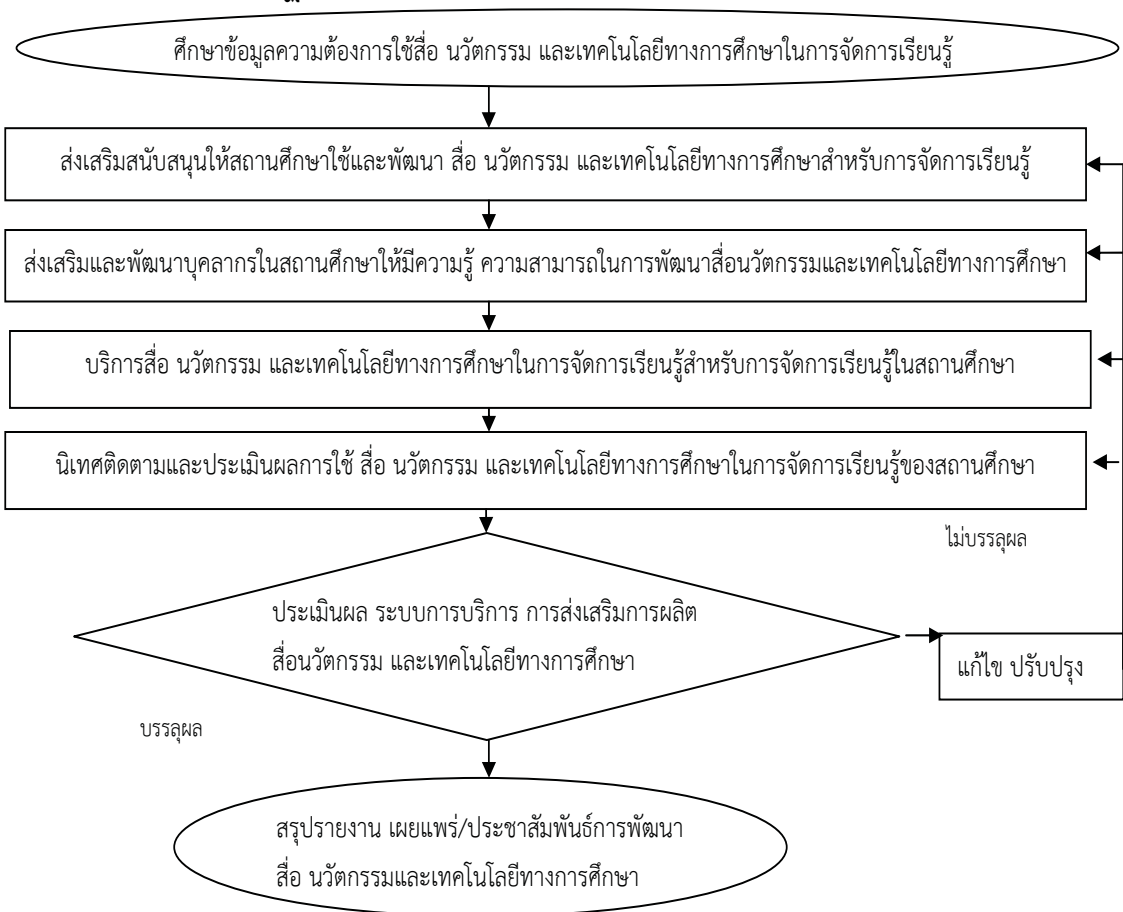 ศึกษาข้อมูลความต้องการใช้สื่อ นวัตกรรม และเทคโนโลยีทางการศึกษาในการจัดการเรียนรู้
ส่งเสริมสนับสนุนให้สถานศึกษาใช้และพัฒนา สื่อ นวัตกรรม และเทคโนโลยีทางการศึกษาสำหรับการจัดการเรียนรู้
ส่งเสริมและพัฒนาบุคลากรในสถานศึกษาให้มีความรู้ ความสามารถในการพัฒนาสื่อนวัตกรรมและเทคโนโลยีทางการศึกษา
บริการสื่อ นวัตกรรม และเทคโนโลยีทางการศึกษาในการจัดการเรียนรู้สำหรับการจัดการเรียนรู้ในสถานศึกษา
นิเทศติดตามและประเมินผลการใช้ สื่อ นวัตกรรม และเทคโนโลยีทางการศึกษาในการจัดการเรียนรู้ของสถานศึกษา
ไม่บรรลุผล
ประเมินผล ระบบการบริการ การส่งเสริมการผลิต
สื่อนวัตกรรม และเทคโนโลยีทางการศึกษา
แก้ไข ปรับปรุง
บรรลุผล
สรุปรายงาน เผยแพร่/ประชาสัมพันธ์การพัฒนา
สื่อ นวัตกรรมและเทคโนโลยีทางการศึกษา